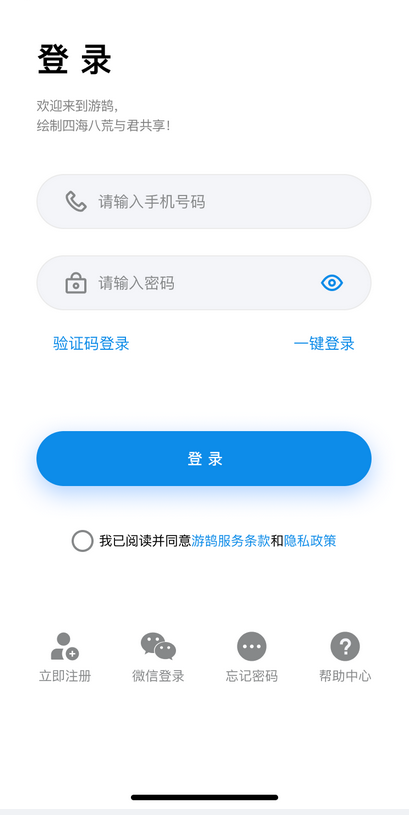 登 录
欢迎来到游鹄，
绘制四海八荒与君共享！
请输入手机号码
请输入密码
验证码登录 一键登录
登 录
我已阅读并同意游鹄服务条款和隐私政策
立即注册 微信登录 忘记密码 帮助中心